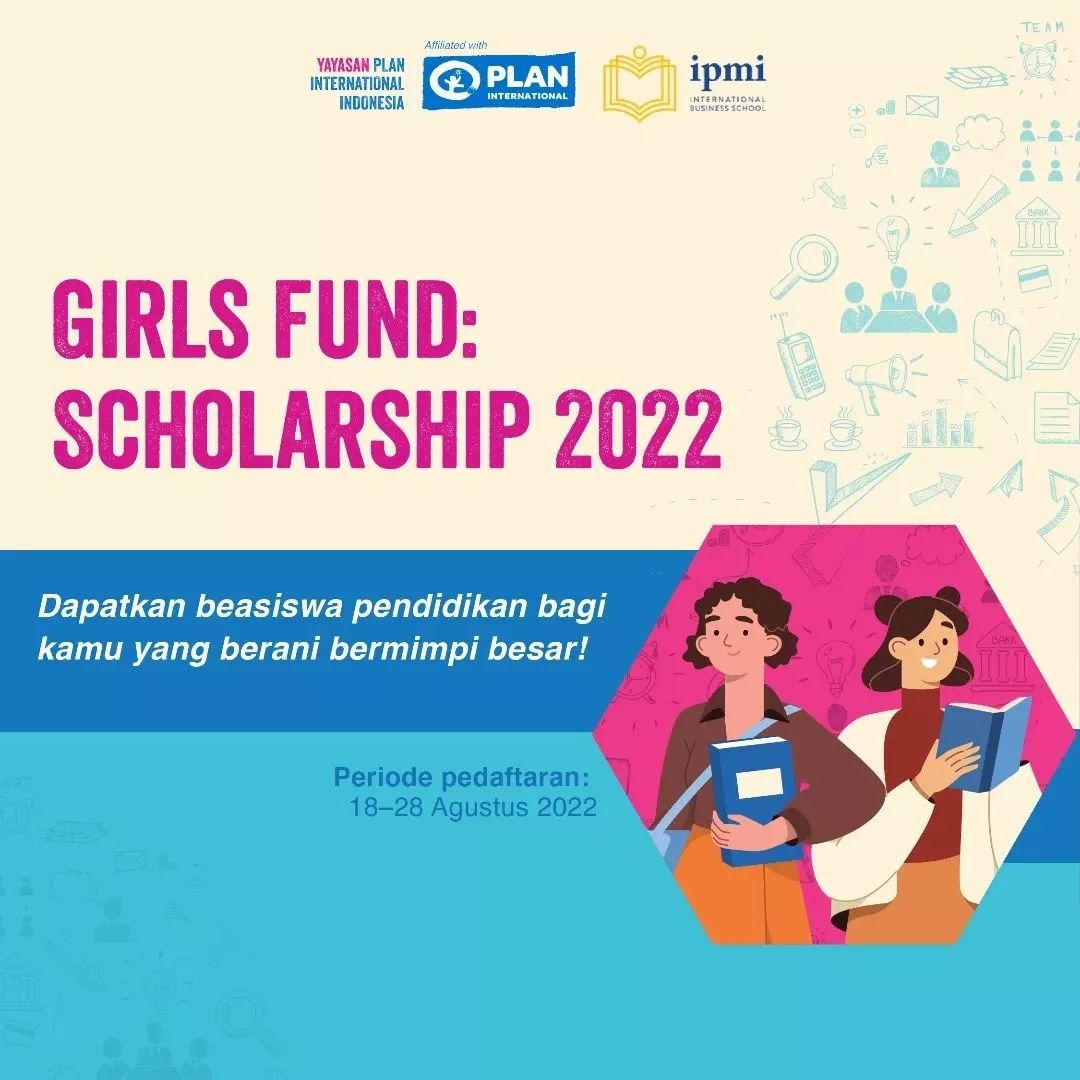 Affiliated with
YAYASAN PLAN
INTERNATIONAL
INDONESIA
PLAN
INTERNATIONAL
ipmi
INTERNATIONAL
BUSINESS SCHOOL
TEAM
BANK
GIRLS FUND:
SCHOLARSHIP 2022
Dapatkan beasiswa pendidikan bagi
kamu yang berani bermimpi besar!
BANK
Periode pedaftaran:
18–28 Agustus 2022